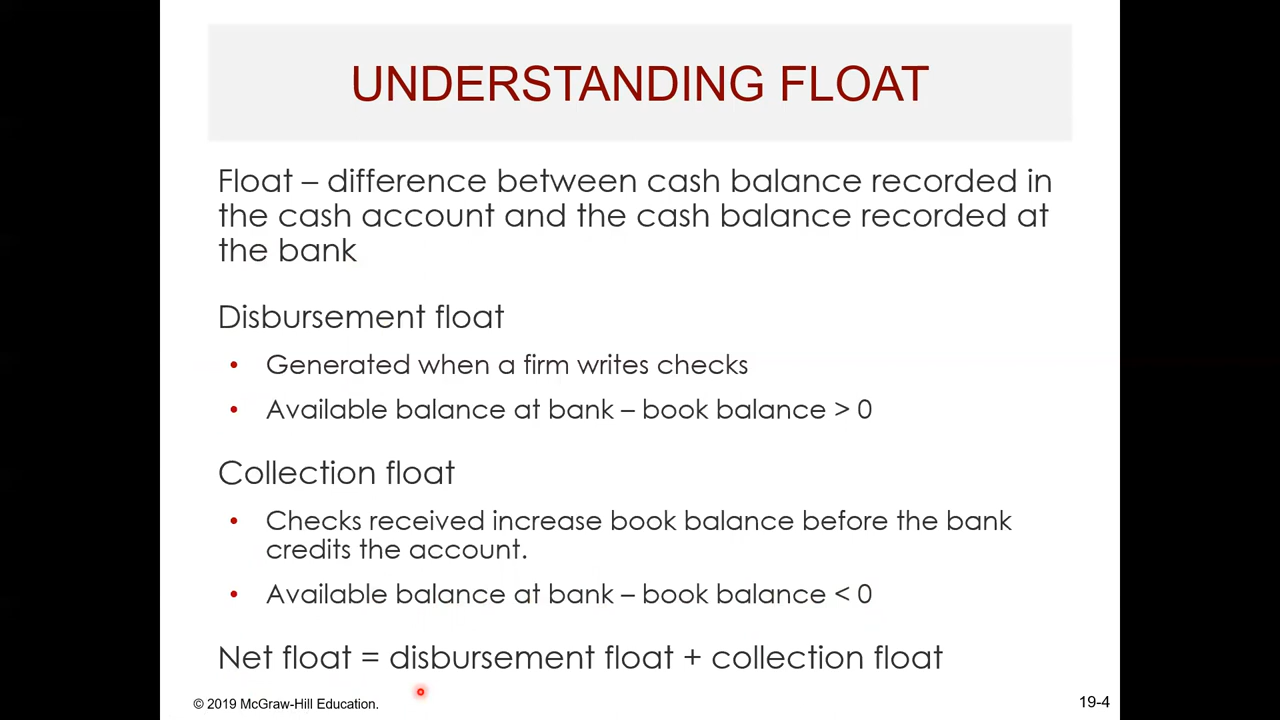 UNDERSTANDING FLOAT
Float – difference between cash balance recorded in
the cash account and the cash balance recorded at
the bank
Disbursement float
• Generated when a firm writes checks
• Available balance at bank – book balance > 0
Collection float
• Checks received increase book balance before the bank
credits the account.
• Available balance at bank – book balance < 0
Net float = disbursement float + collection float
© 2019 McGraw-Hill Education.
19-4